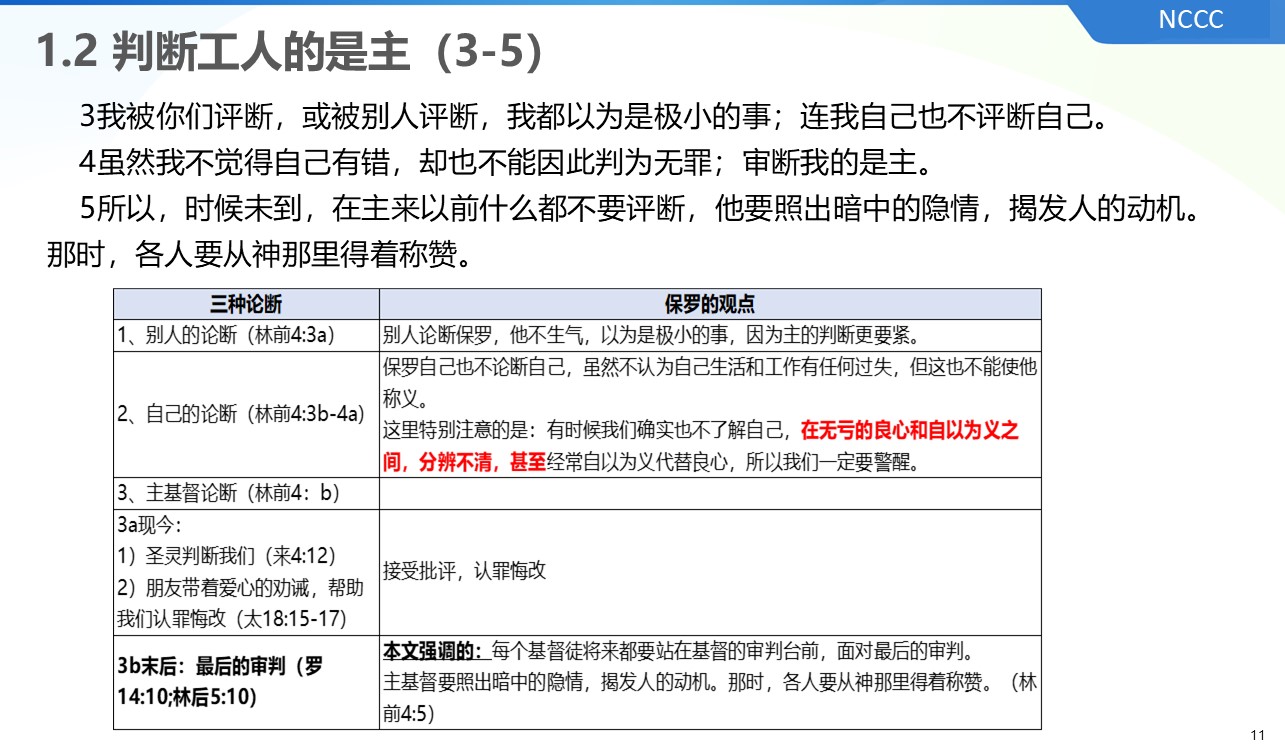 NCCC
1.2 判断工人的是主（3-5）
3我被你们评断，或被别人评断，我都以为是极小的事；连我自己也不评断自己。
4虽然我不觉得自己有错，却也不能因此判为无罪；审断我的是主。
5所以，时候未到，在主来以前什么都不要评断，他要照出暗中的隐情，揭发人的动机。
那时，各人要从神那里得着称赞。
三种论断
保罗的观点
1、别人的论断（林前4:3a）
别人论断保罗，他不生气，以为是极小的事，因为主的判断更要紧。
2、自己的论断（林前4:3b-4a）
保罗自己也不论断自己，虽然不认为自己生活和工作有任何过失，但这也不能使他
称义。
这里特别注意的是：有时候我们确实也不了解自己，在无亏的良心和自以为义之
间，分辨不清，甚至经常自以为义代替良心，所以我们一定要警醒。
3、主基督论断（林前4：b）
3a现今：
1）圣灵判断我们（来4:12）
2）朋友带着爱心的劝诫，帮助
我们认罪悔改（太18:15-17）
接受批评，认罪悔改
3b末后：最后的审判（罗
14:10;林后5:10）
本文强调的：每个基督徒将来都要站在基督的审判台前，面对最后的审判。
主基督要照出暗中的隐情，揭发人的动机。那时，各人要从神那里得着称赞。（林
前4:5）
11